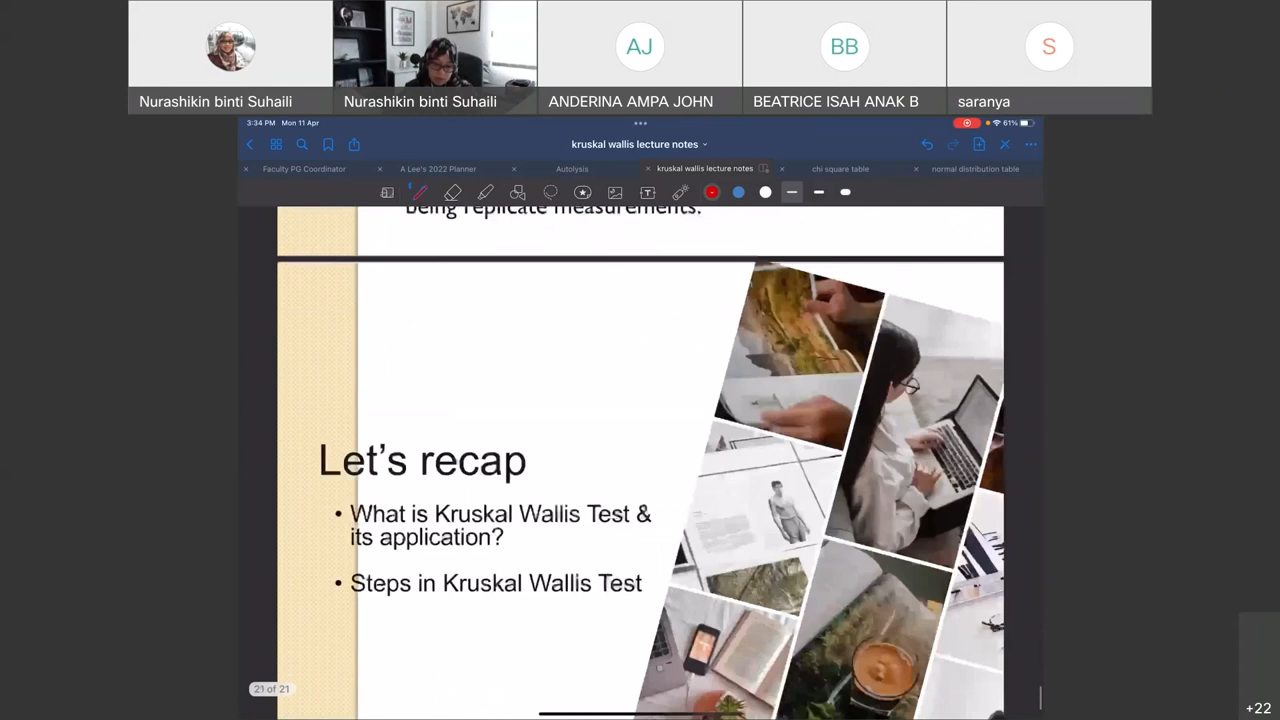 AJ
BB
S
Nurashikin binti Suhaili
Nurashikin binti Suhaili
ANDERINA AMPA JOHN
BEATRICE ISAH ANAK B
saranya
3:34 PM Mon 11 Apr
61%
kruskal wallis lecture notes
Faculty PG Coordinator
A Lee's 2022 Planner
Autolysis
kruskal wallis lecture notes
chi square table
normal distribution table
being replicate measurements.
Let's recap
• What is Kruskal Wallis Test &
its application?
• Steps in Kruskal Wallis Test
21 of 21
+22